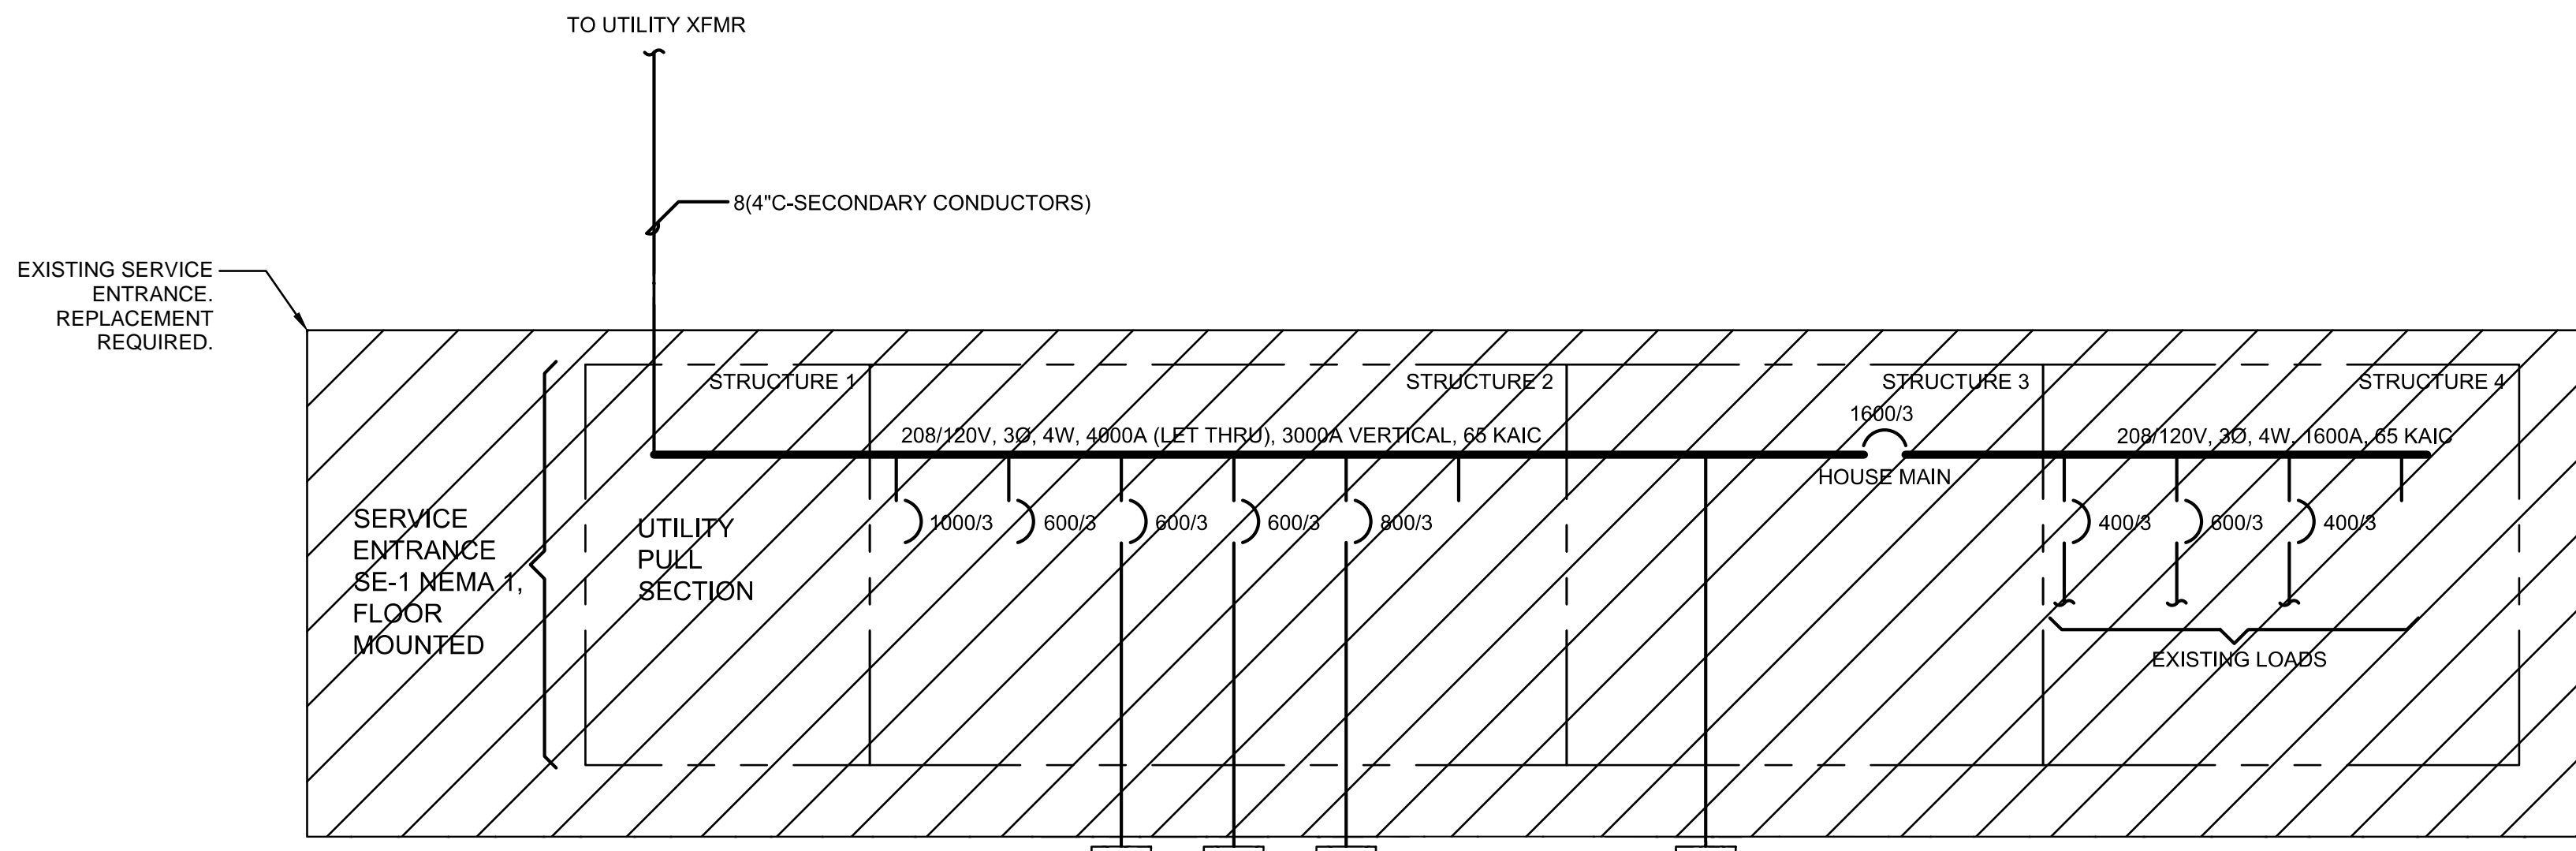 TO UTILITY XFMR
8(4"C-SECONDARY CONDUCTORS)
EXISTING SERVICE
ENTRANCE.
REPLACEMENT
REQUIRED.
STRUCTURE 1
STRUCTURE 2
STRUCTURE 3
STRUCTURE 4
1600/3
208/120V, 3Ø, 4W, 4000A (LET THRU), 3000A VERTICAL, 65 KAIC
208/120V, 3Ø, 4W, 1600A, 65 KAIC
HOUSE MAIN
SERVICE
ENTRANCE
SE-1 NEMA 1,
FLOOR
MOUNTED
UTILITY
PULL
SECTION
1000/3
600/3
600/3
600/3
800/3
400/3
600/3
400/3
EXISTING LOADS